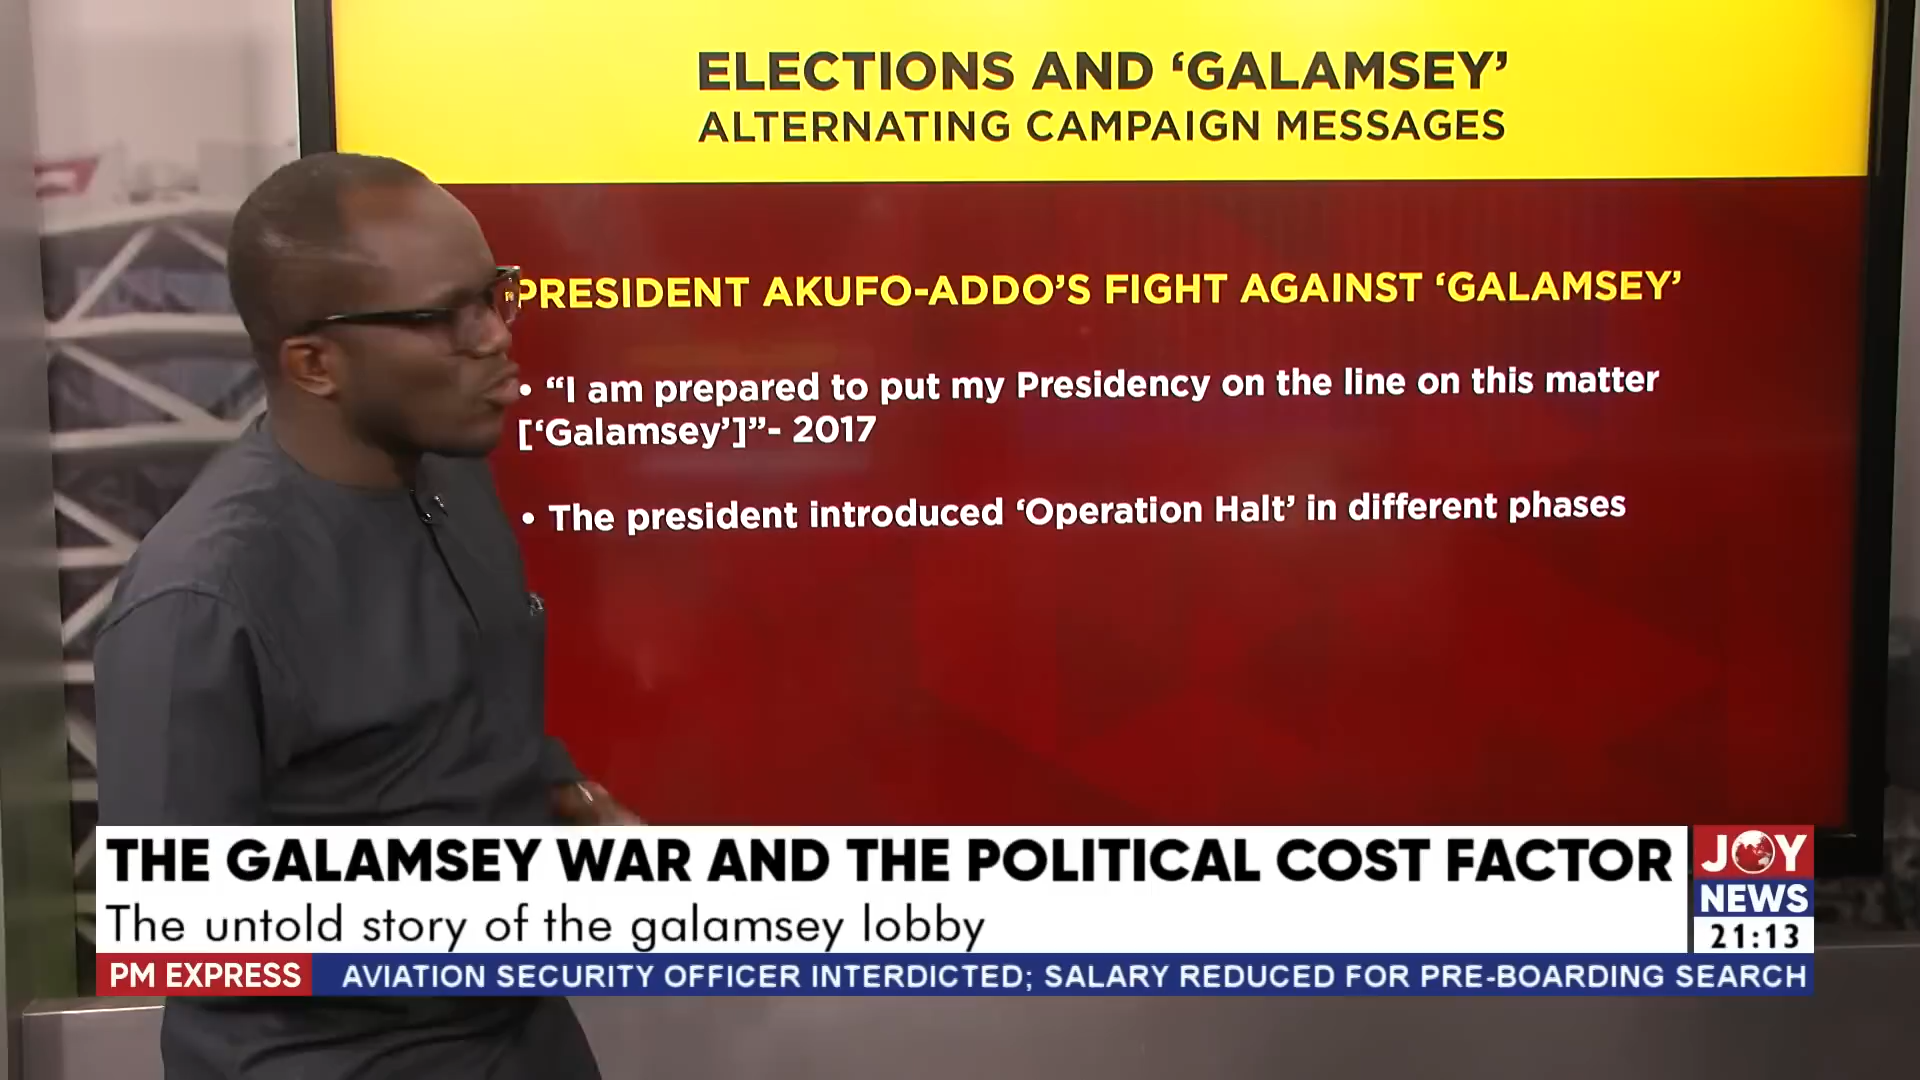 ELECTIONS AND ‘GALAMSEY’
ALTERNATING CAMPAIGN MESSAGES
PRESIDENT AKUFO-ADDO’S FIGHT AGAINST ‘GALAMSEY’
• “I am prepared to put my Presidency on the line on this matter
[‘Galamsey’]”- 2017
• The president introduced ‘Operation Halt’ in different phases
THE GALAMSEY WAR AND THE POLITICAL COST FACTOR
The untold story of the galamsey lobby
JOY
NEWS
21:13
PM EXPRESS
AVIATION SECURITY OFFICER INTERDICTED; SALARY REDUCED FOR PRE-BOARDING SEARCH